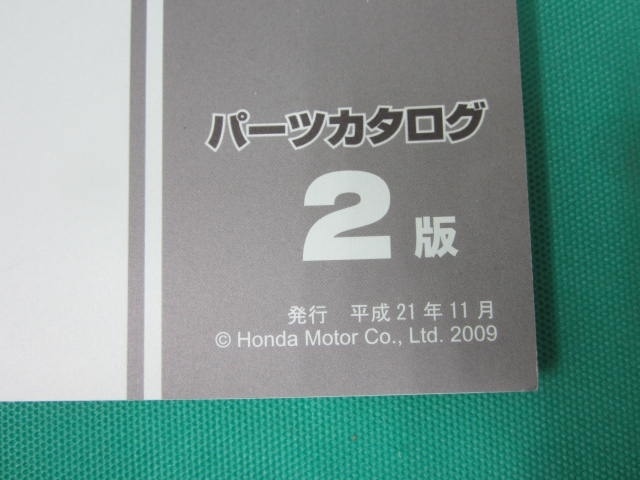 パーツカタログ
2版
発行 平成21年11月
© Honda Motor Co., Ltd. 2009